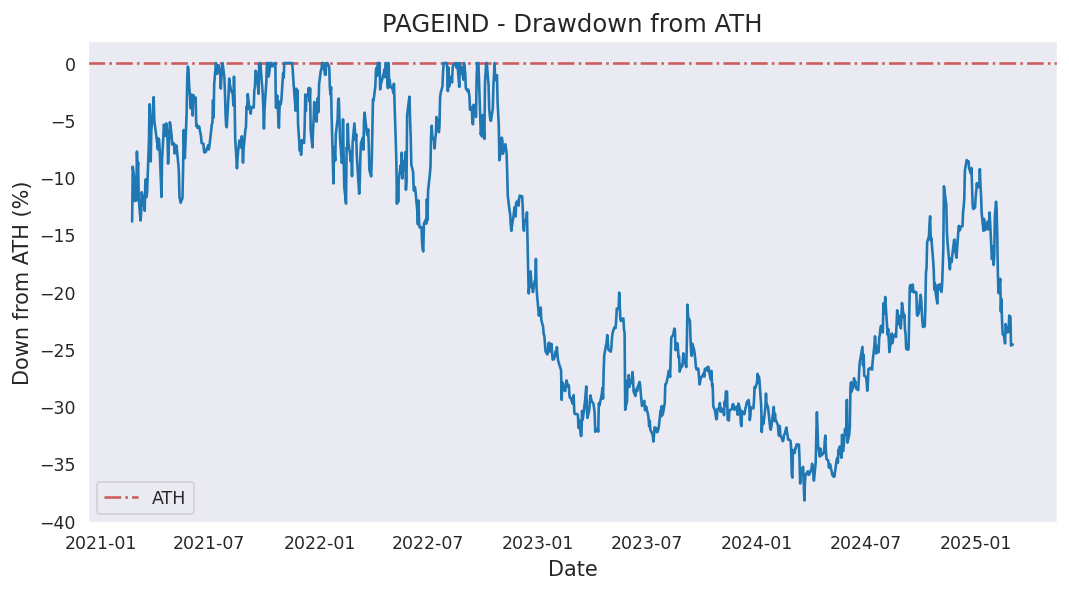 PAGEIND - Drawdown from ATH
Down from ATH (%)
0
−5
−10
−15
−20
−25
−30
−35
−40
ATH
2021-01 2021-07 2022-01 2022-07 2023-01 2023-07 2024-01 2024-07 2025-01
Date